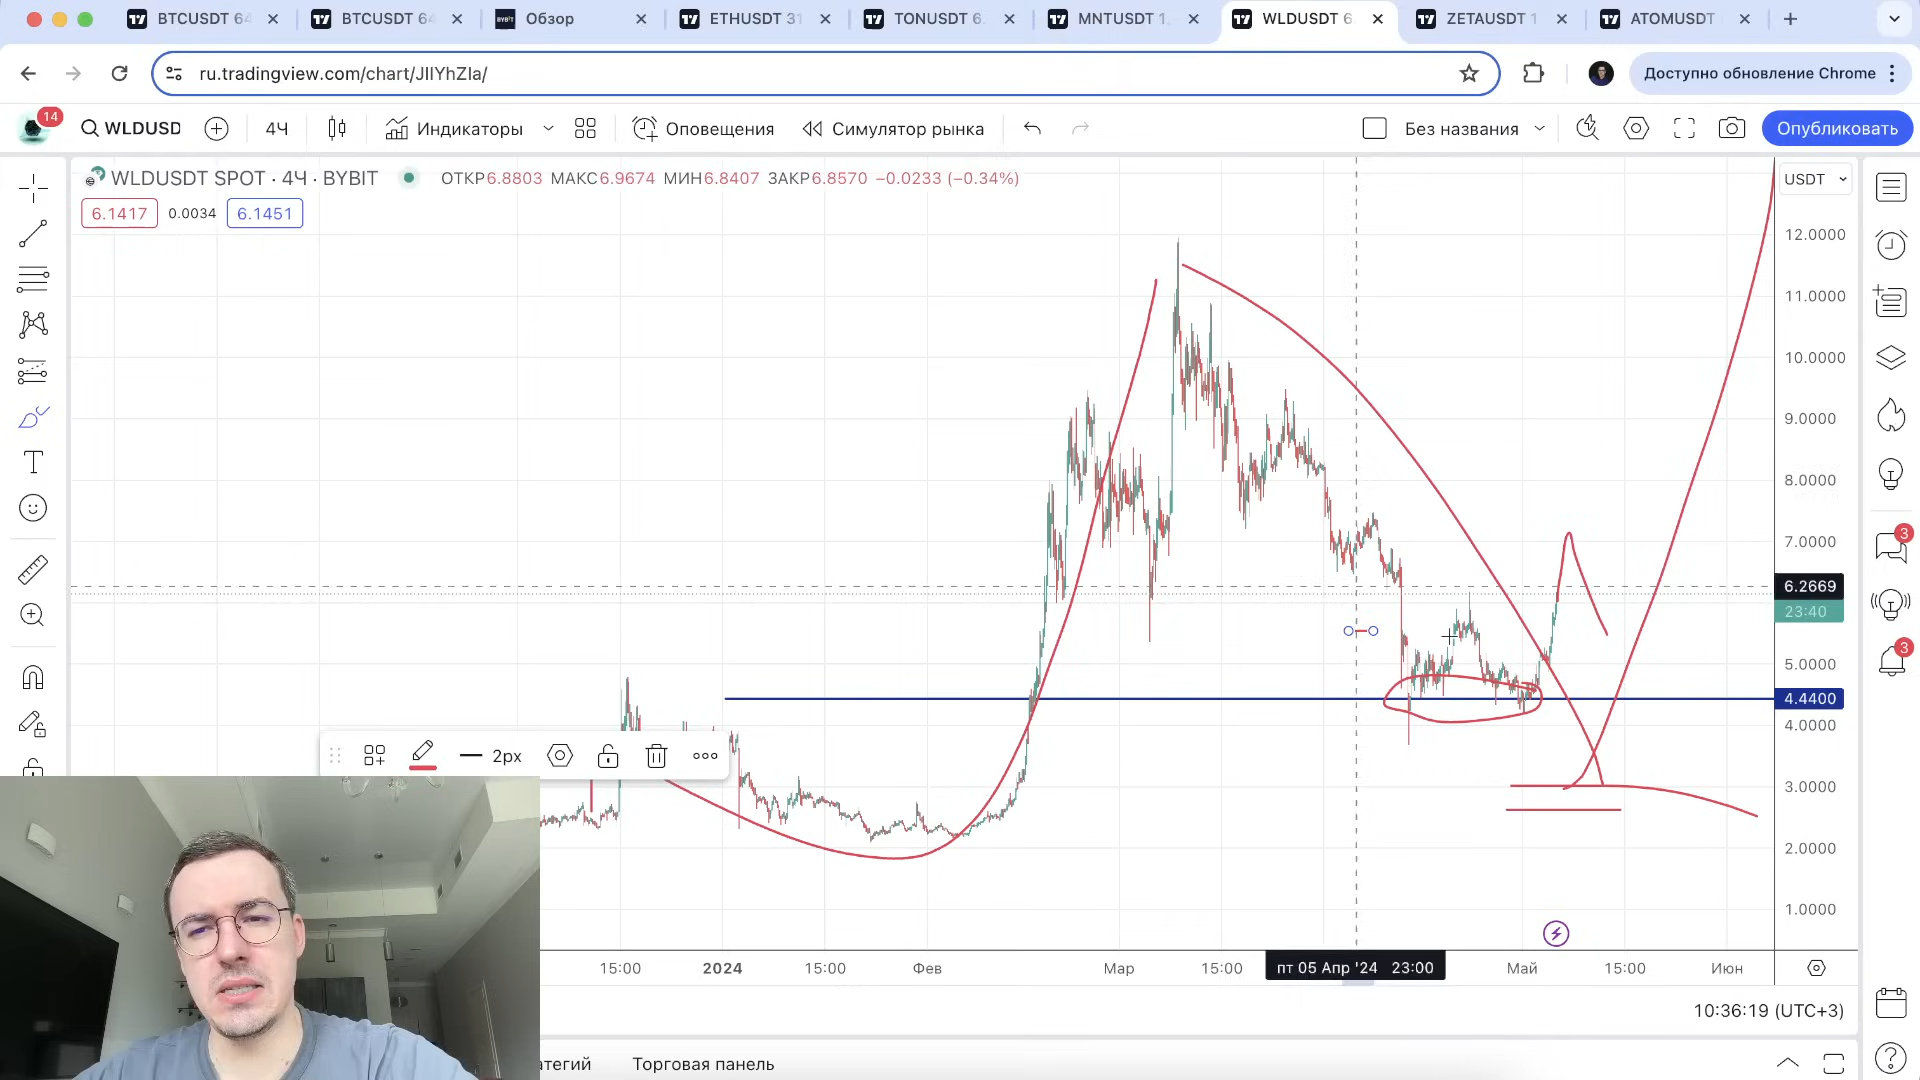 BTCUSDT 64
BTCUSDT 64
BYBIT
Обзор
ETHUSDT 31
TONUSDT 6.
MNTUSDT 1.
WLDUSDT 6
ZETAUSDT 1
ATOMUSDT
ru.tradingview.com/chart/JIIYhZla/
Доступно обновление Chrome
14
WLDUSD
4Ч
Индикаторы
Оповещения
Симулятор рынка
Без названия
Опубликовать
WLDUSDT SPOT · 4Ч · BYBIT
ОТКР6.8803 МАКС6.9674 МИН6.8407 ЗАКР6.8570 −0.0233 (−0.34%)
USDT
6.1417
0.0034
6.1451
12.0000
11.0000
10.0000
9.0000
8.0000
7.0000
6.2669
23:40
5.0000
4.4400
4.0000
3.0000
2.0000
1.0000
3
3
2px
15:00
2024
15:00
Фев
Мар
15:00
пт 05 Апр '24 23:00
Май
15:00
Июн
10:36:19 (UTC+3)
атегий
Торговая панель